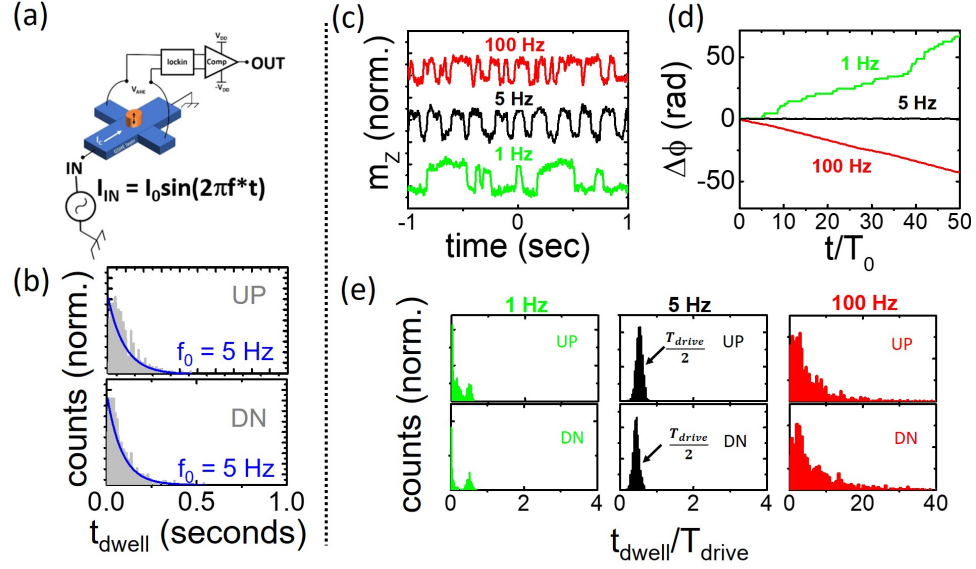 (a)
V_DD
lockin
Comp
OUT
-V_DD
V_AHE
I_C
IN
I_IN = I_0sin(2πf*t)
(b)
counts (norm.)
UP
f_0 = 5 Hz
DN
f_0 = 5 Hz
0.0 0.5 1.0
t_dwell (seconds)
(c)
m_Z (norm.)
100 Hz
5 Hz
1 Hz
-1 0 1
time (sec)
(d)
Δϕ (rad)
50
0
-50
1 Hz
5 Hz
100 Hz
0 10 20 30 40 50
t/T_0
(e)
counts (norm.)
1 Hz
UP
DN
0 2 4
5 Hz
T_drive
2
UP
T_drive
2
DN
0 2 4
100 Hz
UP
DN
0 20 40
t_dwell/T_drive